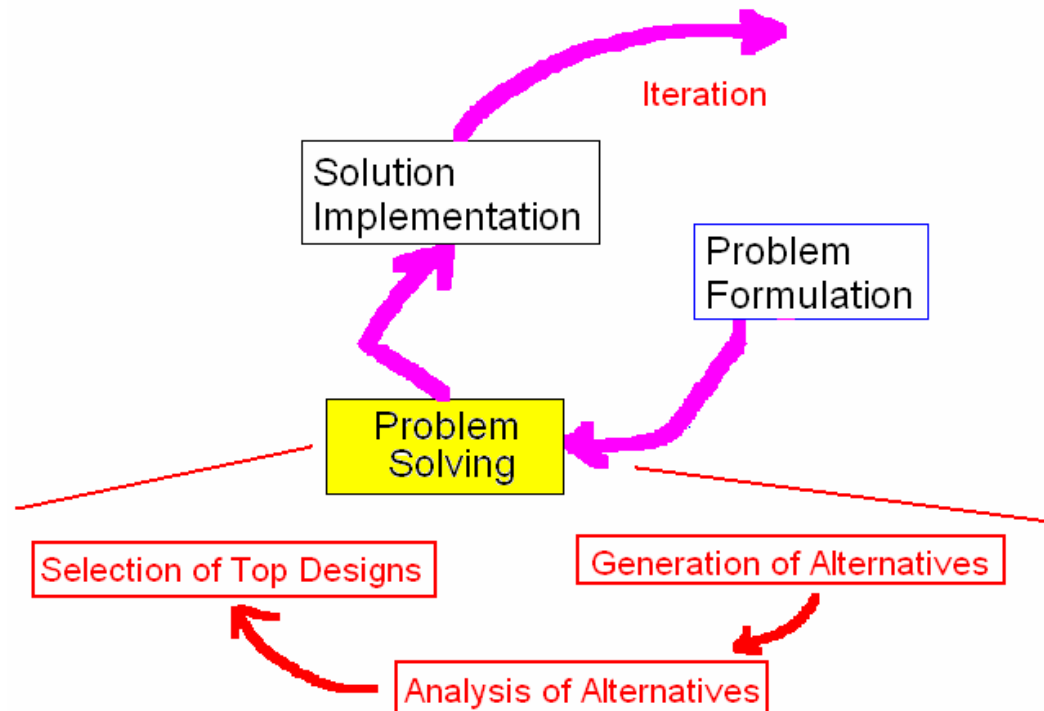 Iteration
Solution
Implementation
Problem
Formulation
Problem
Solving
Selection of Top Designs
Generation of Alternatives
Analysis of Alternatives